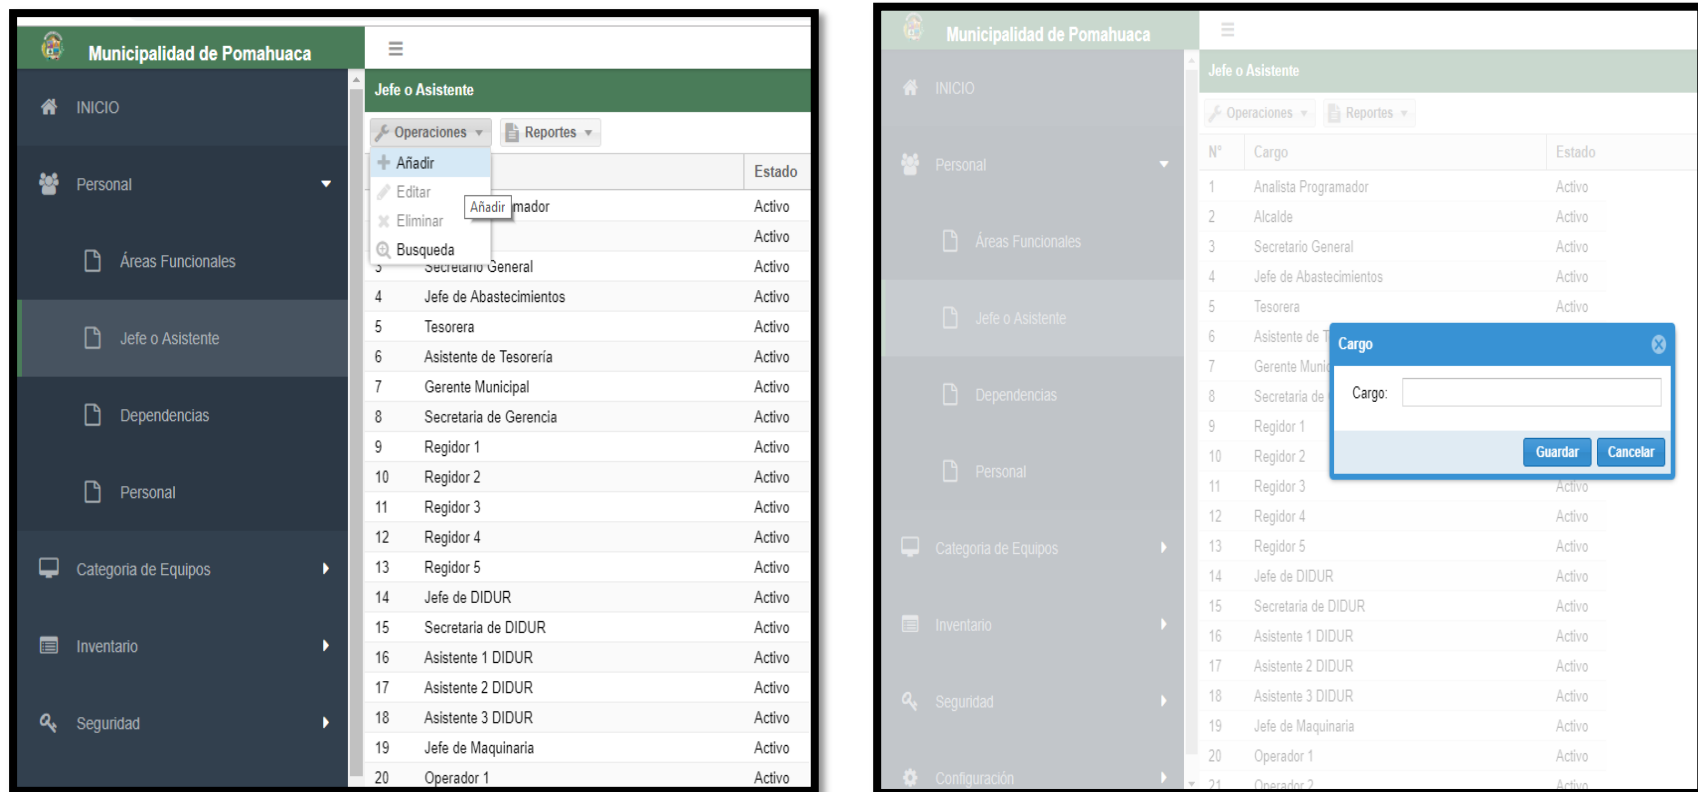 Municipalidad de Pomahuaca
INICIO
Personal
Áreas Funcionales
Jefe o Asistente
Dependencias
Personal
Categoria de Equipos
Inventario
Seguridad
Jefe o Asistente
Operaciones
Reportes
Añadir
Editar
Eliminar
Busqueda
Añadir
Estado
mador Activo
Activo
3 Secretario General Activo
4 Jefe de Abastecimientos Activo
5 Tesorera Activo
6 Asistente de Tesorería Activo
7 Gerente Municipal Activo
8 Secretaria de Gerencia Activo
9 Regidor 1 Activo
10 Regidor 2 Activo
11 Regidor 3 Activo
12 Regidor 4 Activo
13 Regidor 5 Activo
14 Jefe de DIDUR Activo
15 Secretaria de DIDUR Activo
16 Asistente 1 DIDUR Activo
17 Asistente 2 DIDUR Activo
18 Asistente 3 DIDUR Activo
19 Jefe de Maquinaria Activo
20 Operador 1 Activo
Municipalidad de Pomahuaca
INICIO
Personal
Áreas Funcionales
Jefe o Asistente
Dependencias
Personal
Categoria de Equipos
Inventario
Seguridad
Configuración
Jefe o Asistente
Operaciones
Reportes
N° Cargo Estado
1 Analista Programador Activo
2 Alcalde Activo
3 Secretario General Activo
4 Jefe de Abastecimientos Activo
5 Tesorera Activo
6 Asistente de T
7 Gerente Munic
8 Secretaria de
9 Regidor 1
10 Regidor 2
11 Regidor 3 Activo
12 Regidor 4 Activo
13 Regidor 5 Activo
14 Jefe de DIDUR Activo
15 Secretaria de DIDUR Activo
16 Asistente 1 DIDUR Activo
17 Asistente 2 DIDUR Activo
18 Asistente 3 DIDUR Activo
19 Jefe de Maquinaria Activo
20 Operador 1 Activo
21 Operador 2 Activo
Cargo
Cargo:
Guardar
Cancelar